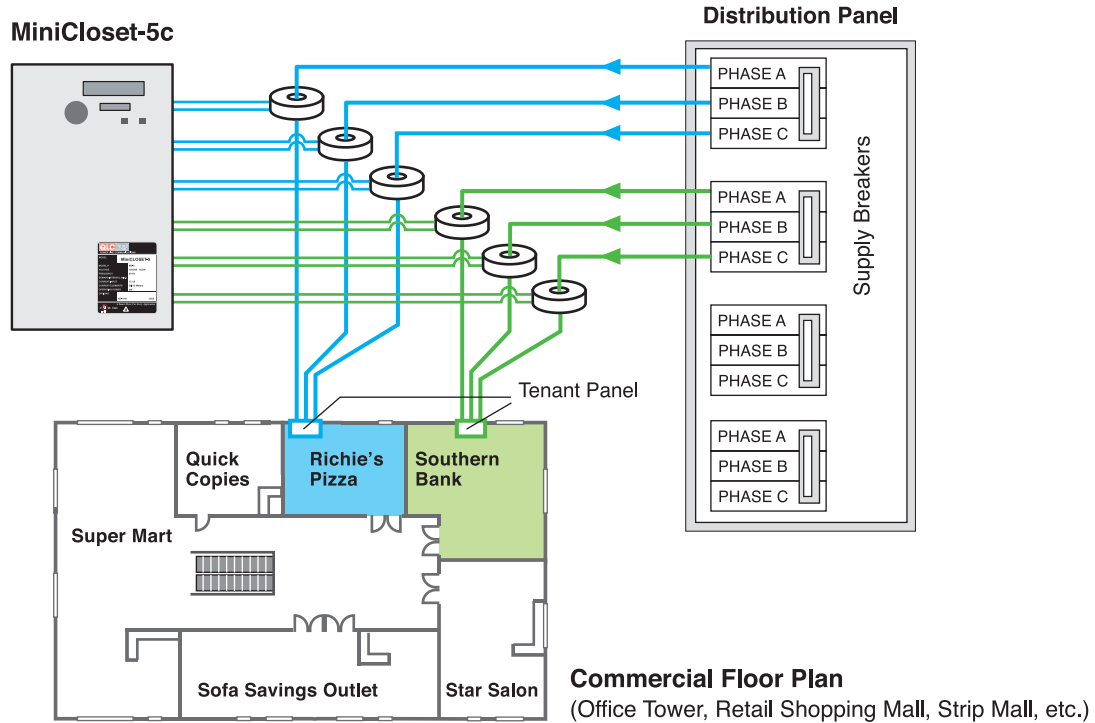 MiniCloset-5c
Distribution Panel
PHASE A
PHASE B
PHASE C
PHASE A
PHASE B
PHASE C
PHASE A
PHASE B
PHASE C
PHASE A
PHASE B
PHASE C
Supply Breakers
MiniCLOSET-5
Tenant Panel
Quick
Copies
Richie's
Pizza
Southern
Bank
Super Mart
Sofa Savings Outlet
Star Salon
Commercial Floor Plan
(Office Tower, Retail Shopping Mall, Strip Mall, etc.)